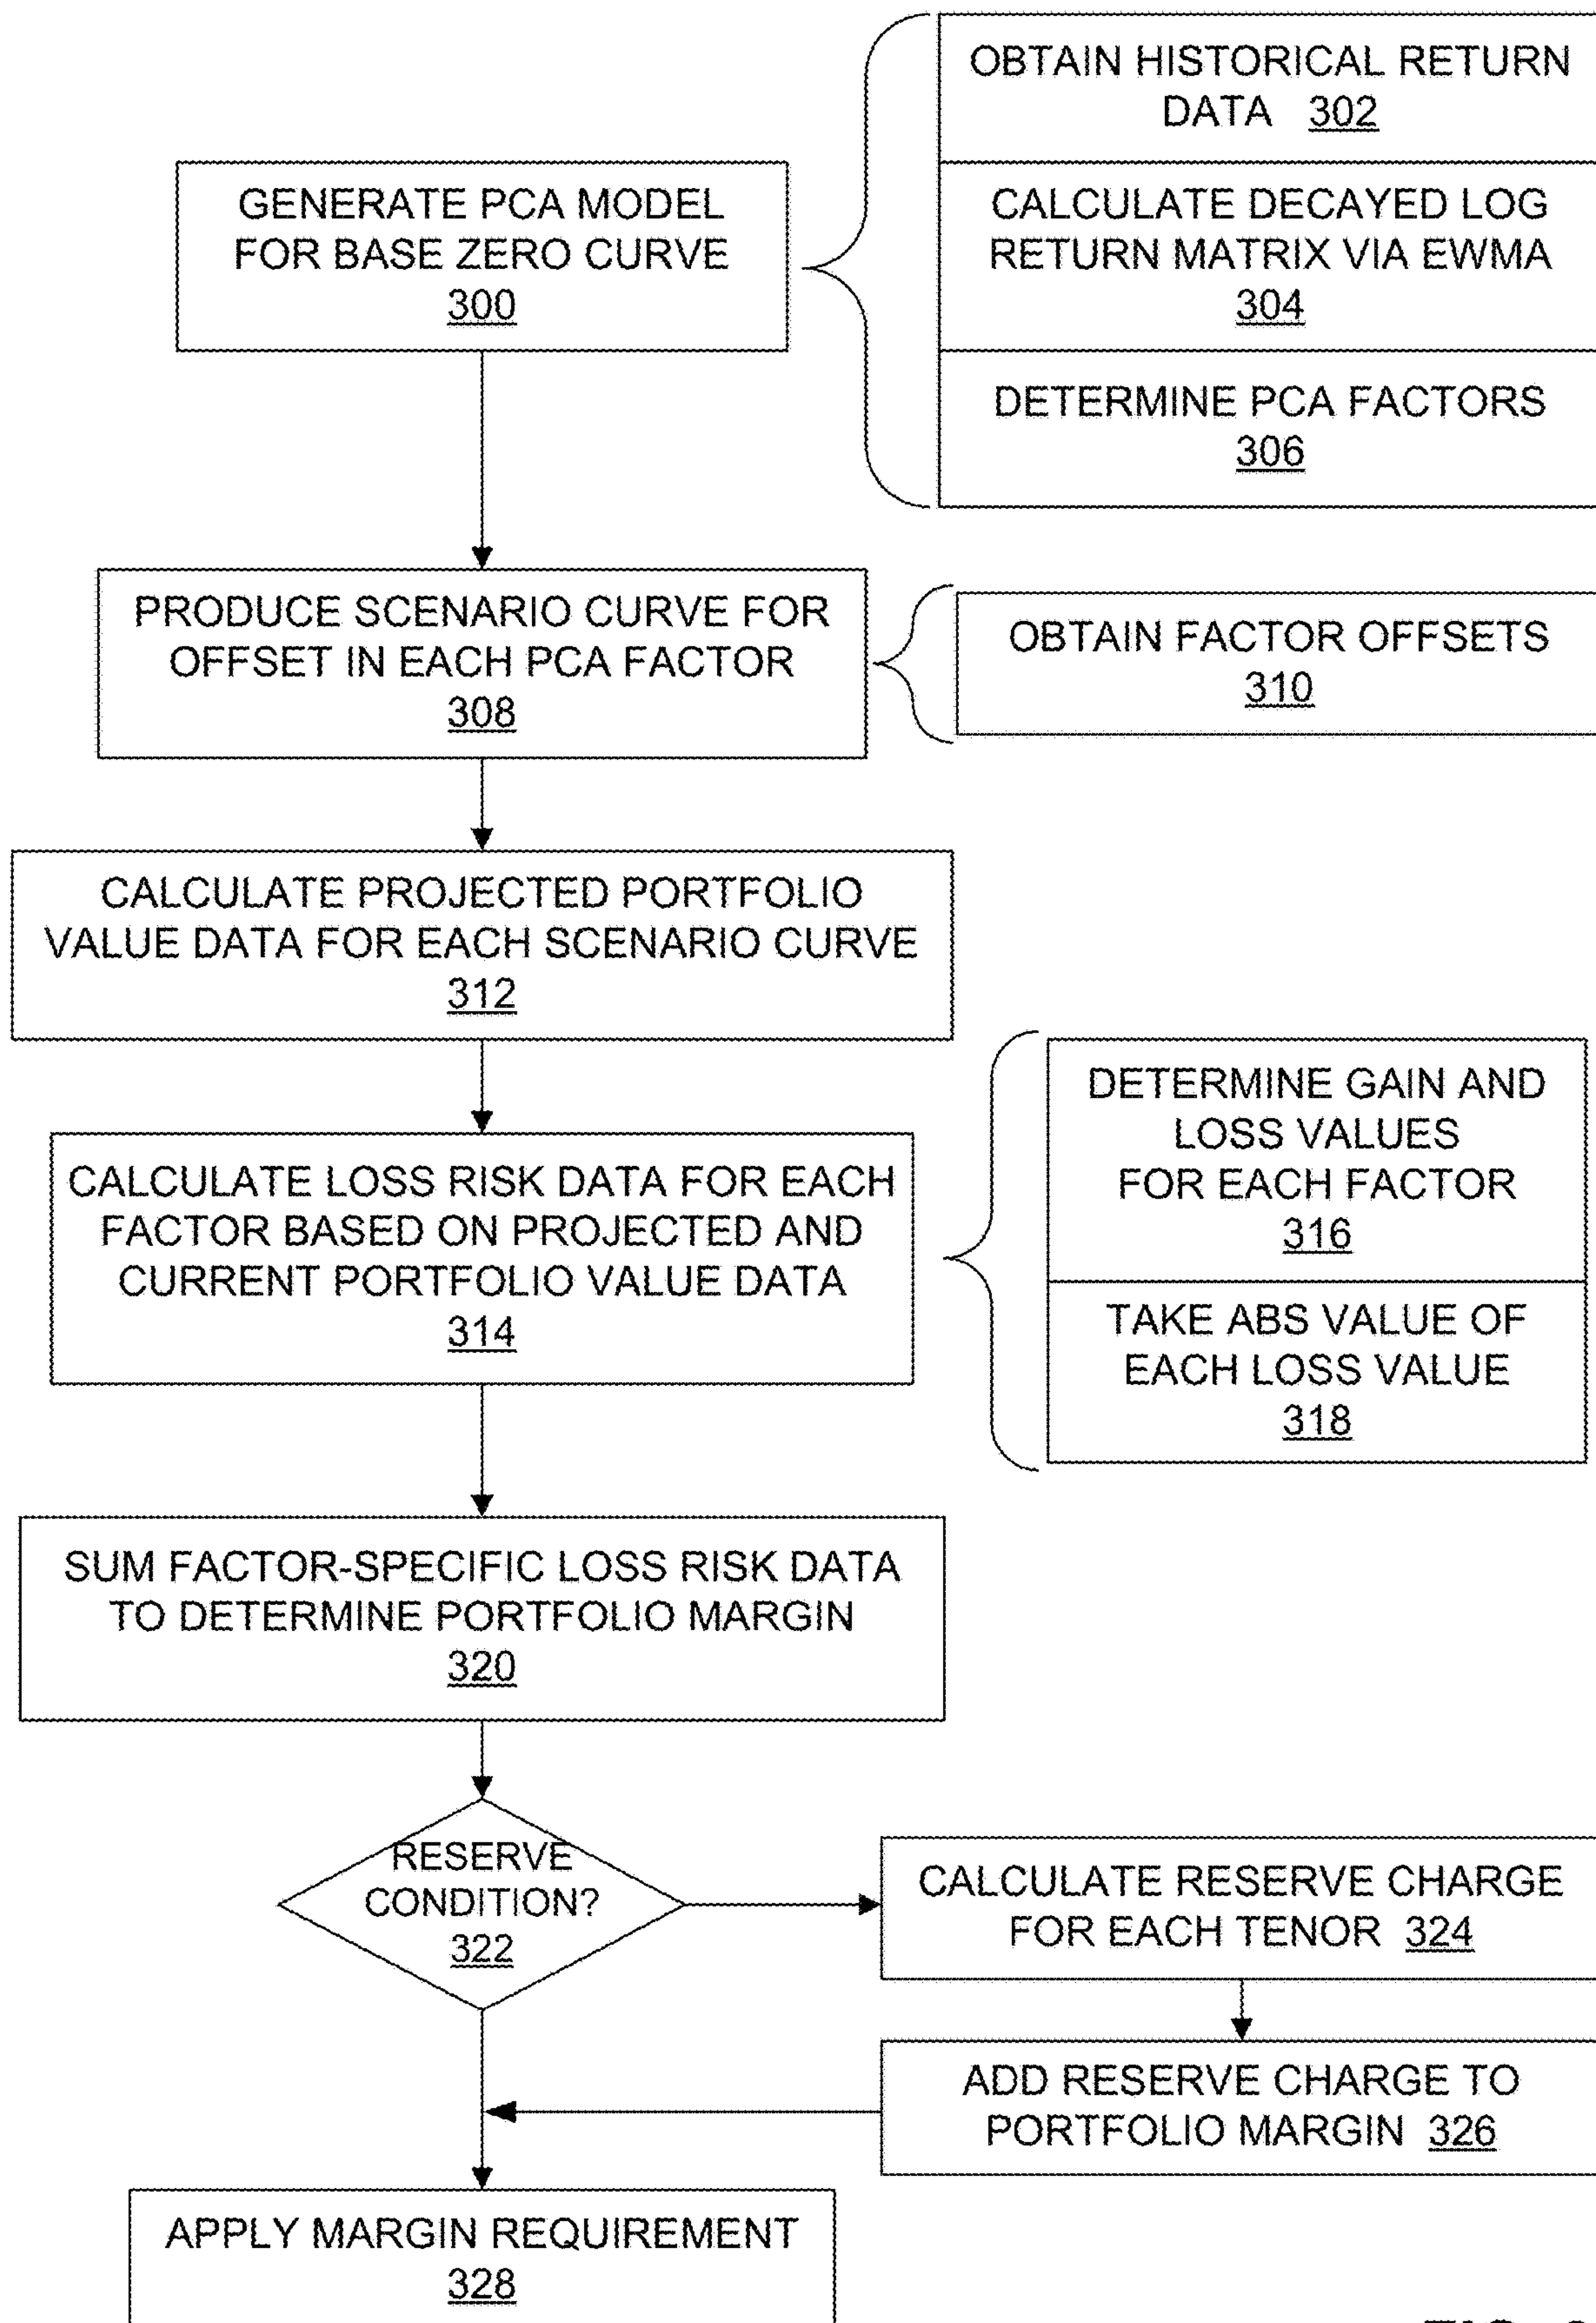 OBTAIN HISTORICAL RETURN
DATA 302
GENERATE PCA MODEL
FOR BASE ZERO CURVE
300
CALCULATE DECAYED LOG
RETURN MATRIX VIA EWMA
304
DETERMINE PCA FACTORS
306
PRODUCE SCENARIO CURVE FOR
OFFSET IN EACH PCA FACTOR
308
OBTAIN FACTOR OFFSETS
310
CALCULATE PROJECTED PORTFOLIO
VALUE DATA FOR EACH SCENARIO CURVE
312
CALCULATE LOSS RISK DATA FOR EACH
FACTOR BASED ON PROJECTED AND
CURRENT PORTFOLIO VALUE DATA
314
DETERMINE GAIN AND
LOSS VALUES
FOR EACH FACTOR
316
TAKE ABS VALUE OF
EACH LOSS VALUE
318
SUM FACTOR-SPECIFIC LOSS RISK DATA
TO DETERMINE PORTFOLIO MARGIN
320
RESERVE
CONDITION?
322
CALCULATE RESERVE CHARGE
FOR EACH TENOR 324
ADD RESERVE CHARGE TO
PORTFOLIO MARGIN 326
APPLY MARGIN REQUIREMENT
328